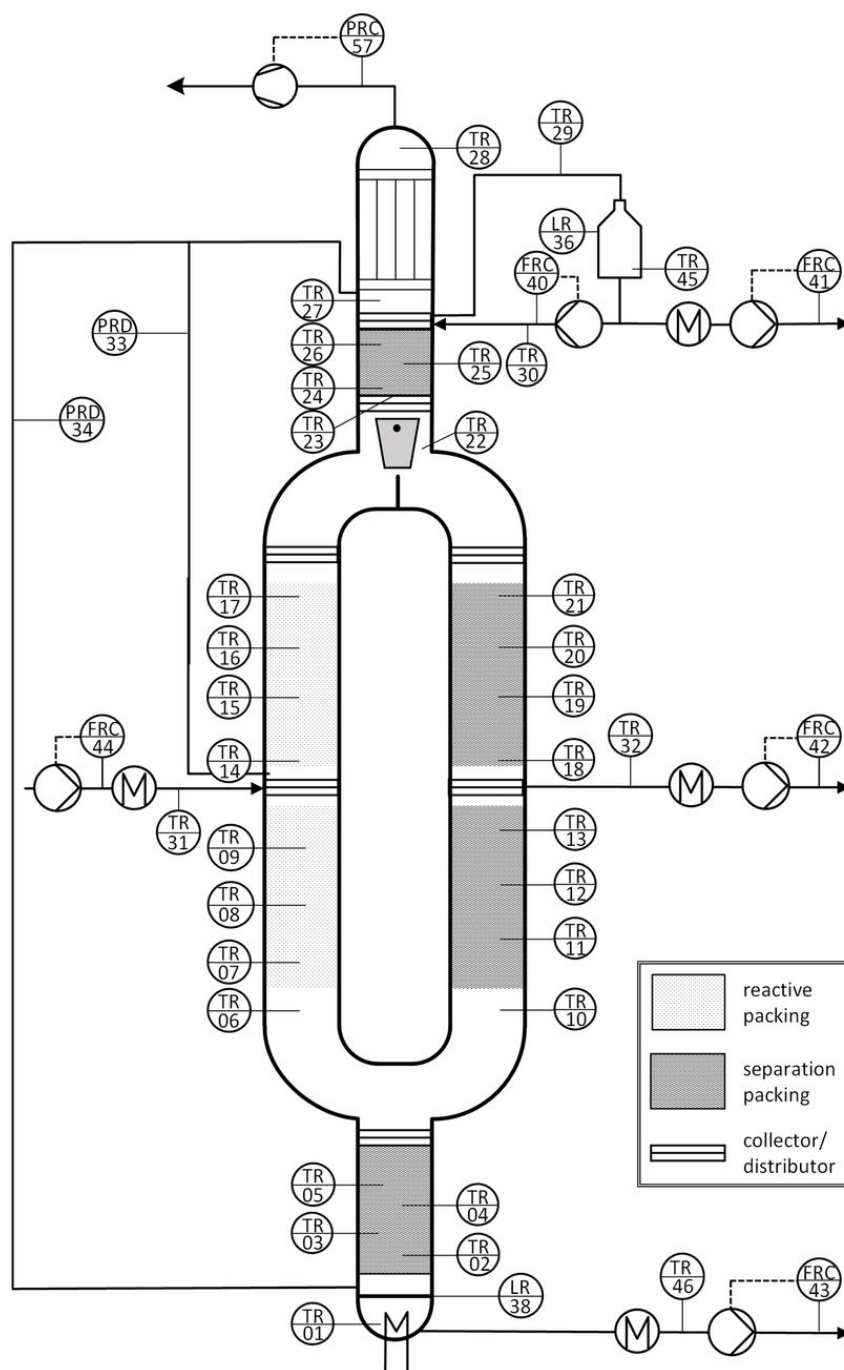 PRC
57
TR
28
TR
29
LR
36
TR
45
FRC
40
FRC
41
TR
27
TR
26
TR
25
TR
30
TR
24
TR
23
TR
22
PRD
33
PRD
34
TR
17
TR
21
TR
16
TR
20
TR
15
TR
19
FRC
44
TR
14
TR
18
TR
32
FRC
42
M
M
M
TR
31
TR
13
TR
09
TR
12
TR
08
TR
11
TR
07
TR
06
TR
10
reactive
packing
separation
packing
collector/
distributor
TR
05
TR
04
TR
03
TR
02
LR
38
TR
01
M
M
TR
46
FRC
43